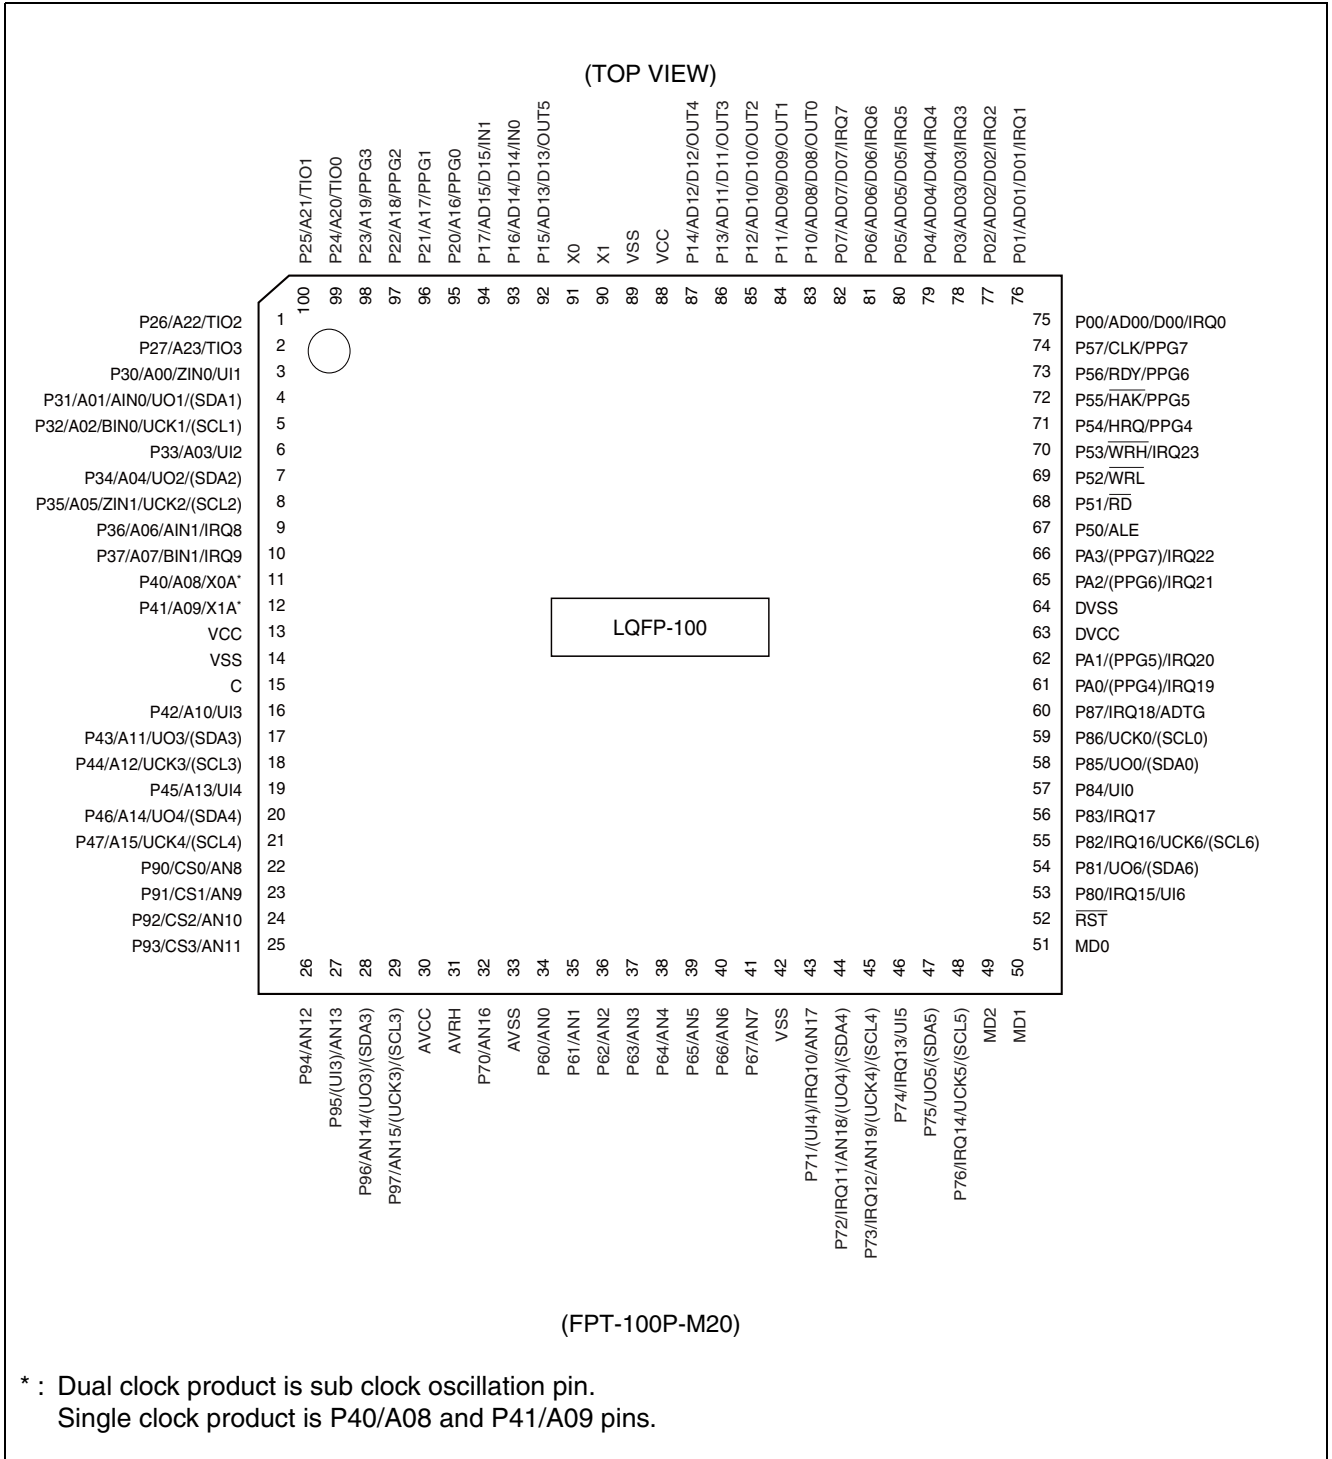 (TOP VIEW)
P25/A21/TIO1
P24/A20/TIO0
P23/A19/PPG3
P22/A18/PPG2
P21/A17/PPG1
P20/A16/PPG0
P17/AD15/D15/IN1
P16/AD14/D14/IN0
P15/AD13/D13/OUT5
X0
X1
VSS
VCC
P14/AD12/D12/OUT4
P13/AD11/D11/OUT3
P12/AD10/D10/OUT2
P11/AD09/D09/OUT1
P10/AD08/D08/OUT0
P07/AD07/D07/IRQ7
P06/AD06/D06/IRQ6
P05/AD05/D05/IRQ5
P04/AD04/D04/IRQ4
P03/AD03/D03/IRQ3
P02/AD02/D02/IRQ2
P01/AD01/D01/IRQ1
100 99 98 97 96 95 94 93 92 91 90 89 88 87 86 85 84 83 82 81 80 79 78 77 76
P26/A22/TIO2 1 75 P00/AD00/D00/IRQ0
P27/A23/TIO3 2 74 P57/CLK/PPG7
P30/A00/ZIN0/UI1 3 73 P56/RDY/PPG6
P31/A01/AIN0/UO1/(SDA1) 4 72 P55/HAK/PPG5
P32/A02/BIN0/UCK1/(SCL1) 5 71 P54/HRQ/PPG4
P33/A03/UI2 6 70 P53/WRH/IRQ23
P34/A04/UO2/(SDA2) 7 69 P52/WRL
P35/A05/ZIN1/UCK2/(SCL2) 8 68 P51/RD
P36/A06/AIN1/IRQ8 9 67 P50/ALE
P37/A07/BIN1/IRQ9 10 66 PA3/(PPG7)/IRQ22
P40/A08/X0A* 11 65 PA2/(PPG6)/IRQ21
P41/A09/X1A* 12 LQFP-100 64 DVSS
VCC 13 63 DVCC
VSS 14 62 PA1/(PPG5)/IRQ20
C 15 61 PA0/(PPG4)/IRQ19
P42/A10/UI3 16 60 P87/IRQ18/ADTG
P43/A11/UO3/(SDA3) 17 59 P86/UCK0/(SCL0)
P44/A12/UCK3/(SCL3) 18 58 P85/UO0/(SDA0)
P45/A13/UI4 19 57 P84/UI0
P46/A14/UO4/(SDA4) 20 56 P83/IRQ17
P47/A15/UCK4/(SCL4) 21 55 P82/IRQ16/UCK6/(SCL6)
P90/CS0/AN8 22 54 P81/UO6/(SDA6)
P91/CS1/AN9 23 53 P80/IRQ15/UI6
P92/CS2/AN10 24 52 RST
P93/CS3/AN11 25 51 MD0
26 27 28 29 30 31 32 33 34 35 36 37 38 39 40 41 42 43 44 45 46 47 48 49 50
P94/AN12
P95/(UI3)/AN13
P96/AN14/(UO3)/(SDA3)
P97/AN15/(UCK3)/(SCL3)
AVCC
AVRH
P70/AN16
AVSS
P60/AN0
P61/AN1
P62/AN2
P63/AN3
P64/AN4
P65/AN5
P66/AN6
P67/AN7
VSS
P71/(UI4)/IRQ10/AN17
P72/IRQ11/AN18/(UO4)/(SDA4)
P73/IRQ12/AN19/(UCK4)/(SCL4)
P74/IRQ13/UI5
P75/UO5/(SDA5)
P76/IRQ14/UCK5/(SCL5)
MD2
MD1
(FPT-100P-M20)
* : Dual clock product is sub clock oscillation pin.
Single clock product is P40/A08 and P41/A09 pins.